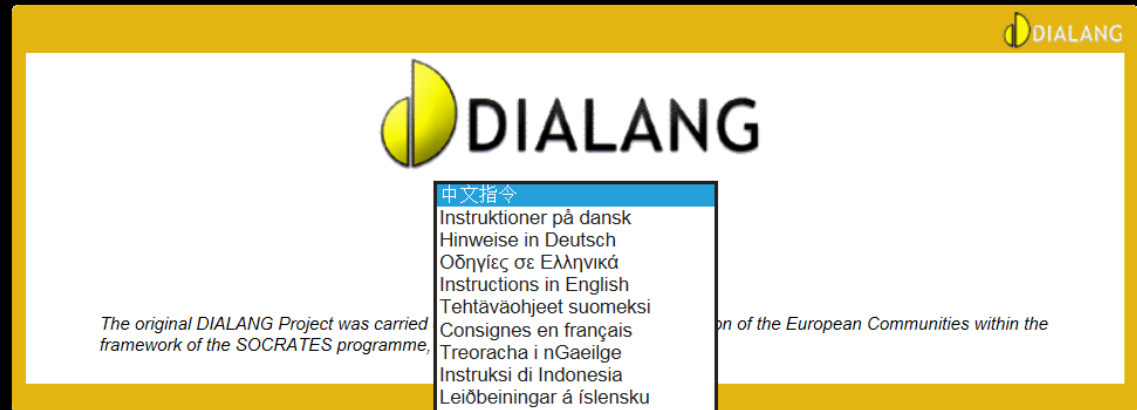 DIALANG
DIALANG
中文指令
Instruktioner på dansk
Hinweise in Deutsch
Οδηγίες σε Ελληνικά
Instructions in English
Tehtäväohjeet suomeksi
Consignes en français
Treoracha i nGaeilge
Instruksi di Indonesia
Leiðbeiningar á íslensku
The original DIALANG Project was carried on of the European Communities within the
framework of the SOCRATES programme,